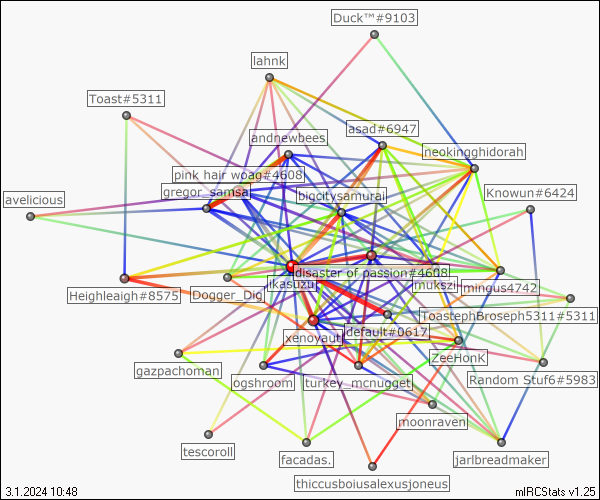 Duck™#9103
lahnk
Toast#5311
asad#6947
andnewbees
neokingghidorah
pink hair woag#4608
gregor_samsa
bigcitysamurai
Knowun#6424
avelicious
disaster of passion#4608
ikasuzu
mukszi
mingus4742
Heighleaigh#8575
Dogger_Dig
ToastephBroseph5311#5311
default#0617
xenoyaut
ZeeHonK
gazpachoman
ogshroom
turkey_mcnugget
Random Stuf6#5983
moonraven
tescoroll
facadas.
jarlbreadmaker
thiccusboiusalexusjoneus
3.1.2024 10:48
mIRCStats v1.25